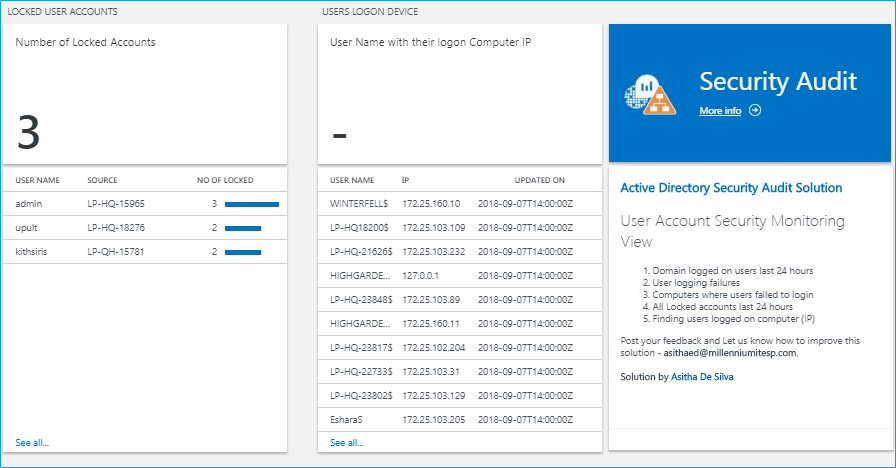 LOCKED USER ACCOUNTS
Number of Locked Accounts
3
USER NAME SOURCE NO OF LOCKED
admin LP-HQ-15965 3
upult LP-HQ-18276 2
kithsiris LP-QH-15781 2
See all...
USERS LOGON DEVICE
User Name with their logon Computer IP
-
USER NAME IP UPDATED ON
WINTERFELL$ 172.25.160.10 2018-09-07T14:00:00Z
LP-HQ18200$ 172.25.103.109 2018-09-07T14:00:00Z
LP-HQ-21626$ 172.25.103.232 2018-09-07T14:00:00Z
HIGHGARDE... 127.0.0.1 2018-09-07T14:00:00Z
LP-HQ-23848$ 172.25.103.89 2018-09-07T14:00:00Z
HIGHGARDE... 172.25.160.11 2018-09-07T14:00:00Z
LP-HQ-23817$ 172.25.102.204 2018-09-07T14:00:00Z
LP-HQ-22733$ 172.25.103.31 2018-09-07T14:00:00Z
LP-HQ-23802$ 172.25.103.129 2018-09-07T14:00:00Z
EsharaS 172.25.103.205 2018-09-07T14:00:00Z
See all...
Security Audit
More info
Active Directory Security Audit Solution
User Account Security Monitoring
View
1. Domain logged on users last 24 hours
2. User logging failures
3. Computers where users failed to login
4. All Locked accounts last 24 hours
5. Finding users logged on computer (IP)
Post your feedback and Let us know how to improve this
solution - asithaed@millenniumitesp.com,
Solution by Asitha De Silva